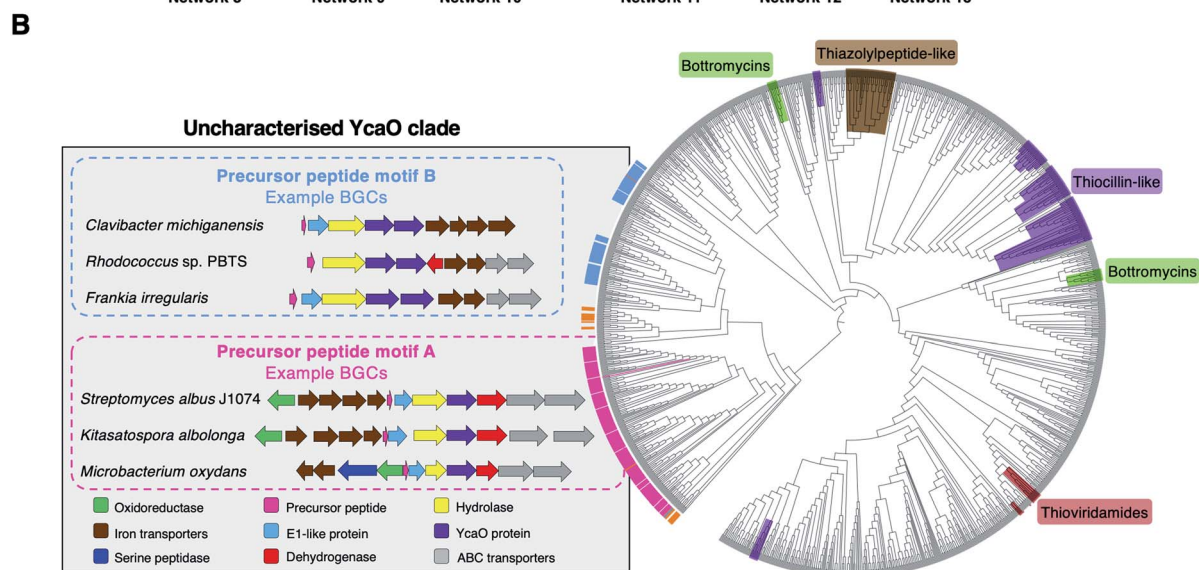 B
Bottromycins
Thiazolylpeptide-like
Uncharacterised YcaO clade
Precursor peptide motif B
Example BGCs
Clavibacter michiganensis
Rhodococcus sp. PBTS
Frankia irregularis
Thiocillin-like
Bottromycins
Precursor peptide motif A
Example BGCs
Streptomyces albus J1074
Kitasatospora albolonga
Microbacterium oxydans
Oxidoreductase
Precursor peptide
Hydrolase
Iron transporters
E1-like protein
YcaO protein
Serine peptidase
Dehydrogenase
ABC transporters
Thioviridamides